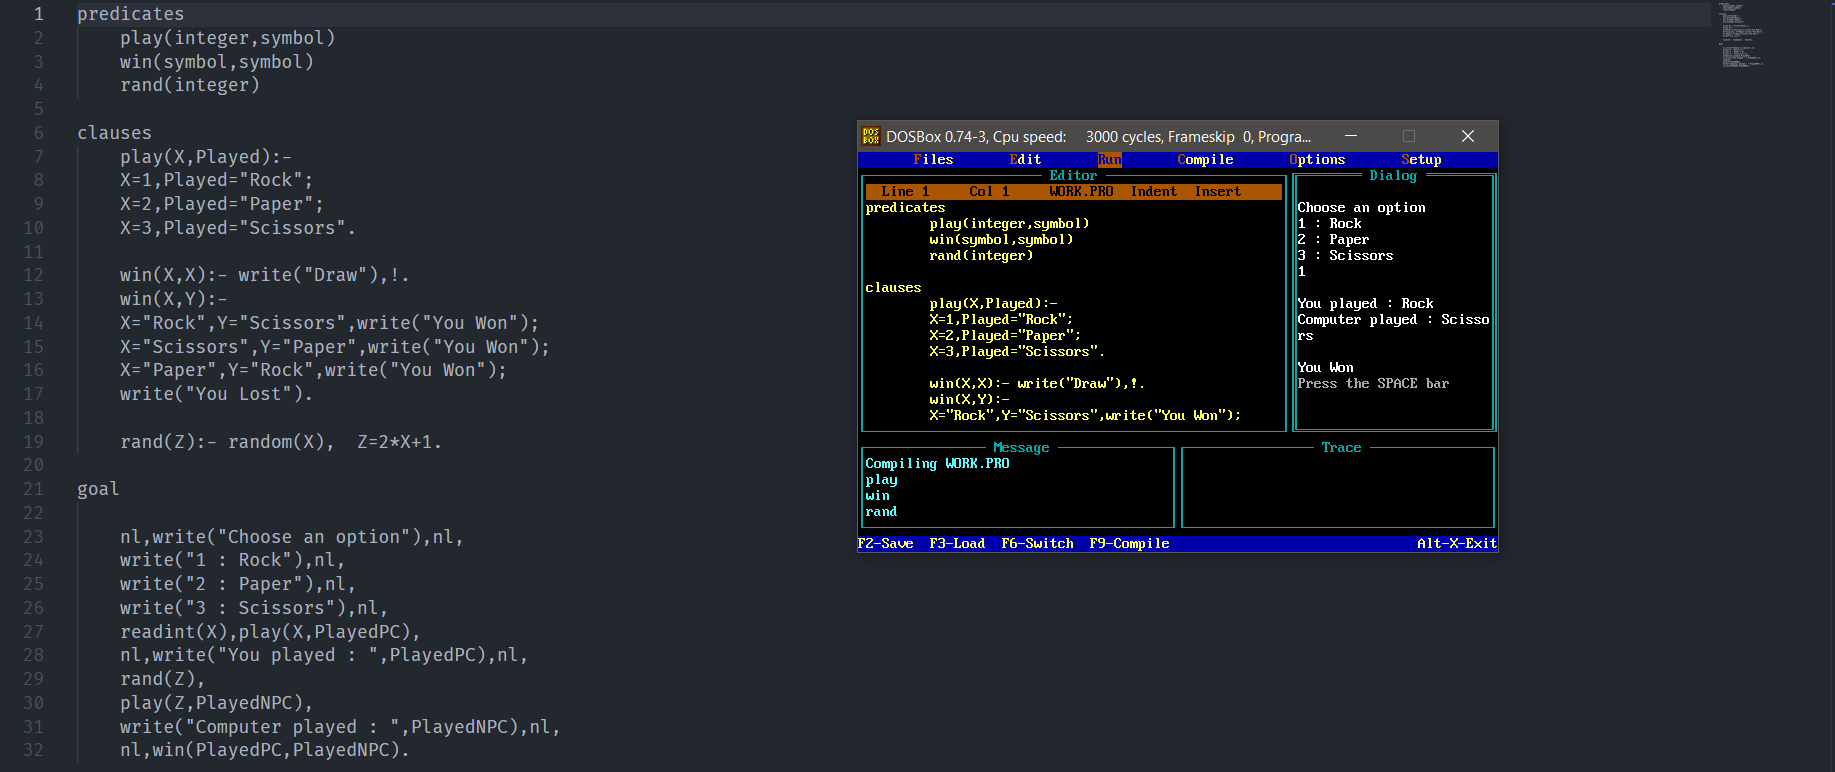 1 predicates
2 play(integer,symbol)
3 win(symbol,symbol)
4 rand(integer)
5
6 clauses
7 play(X,Played):-
8 X=1,Played="Rock";
9 X=2,Played="Paper";
10 X=3,Played="Scissors".
11
12 win(X,X):- write("Draw"),!.
13 win(X,Y):-
14 X="Rock",Y="Scissors",write("You Won");
15 X="Scissors",Y="Paper",write("You Won");
16 X="Paper",Y="Rock",write("You Won");
17 write("You Lost").
18
19 rand(Z):- random(X),  Z=2*X+1.
20
21 goal
22
23 nl,write("Choose an option"),nl,
24 write("1 : Rock"),nl,
25 write("2 : Paper"),nl,
26 write("3 : Scissors"),nl,
27 readint(X),play(X,PlayedPC),
28 nl,write("You played : ",PlayedPC),nl,
29 rand(Z),
30 play(Z,PlayedNPC),
31 write("Computer played : ",PlayedNPC),nl,
32 nl,win(PlayedPC,PlayedNPC).
DOS BOX
DOSBox 0.74-3, Cpu speed: 3000 cycles, Frameskip 0, Progra...
Files Edit Run Compile Options Setup
Editor
Line 1 Col 1 WORK.PRO Indent Insert
predicates
play(integer,symbol)
win(symbol,symbol)
rand(integer)
clauses
play(X,Played):-
X=1,Played="Rock";
X=2,Played="Paper";
X=3,Played="Scissors".
win(X,X):- write("Draw"),!.
win(X,Y):-
X="Rock",Y="Scissors",write("You Won");
Dialog
Choose an option
1 : Rock
2 : Paper
3 : Scissors
1
You played : Rock
Computer played : Scisso
rs
You Won
Press the SPACE bar
Message
Compiling WORK.PRO
play
win
rand
Trace
F2-Save F3-Load F6-Switch F9-Compile Alt-X-Exit